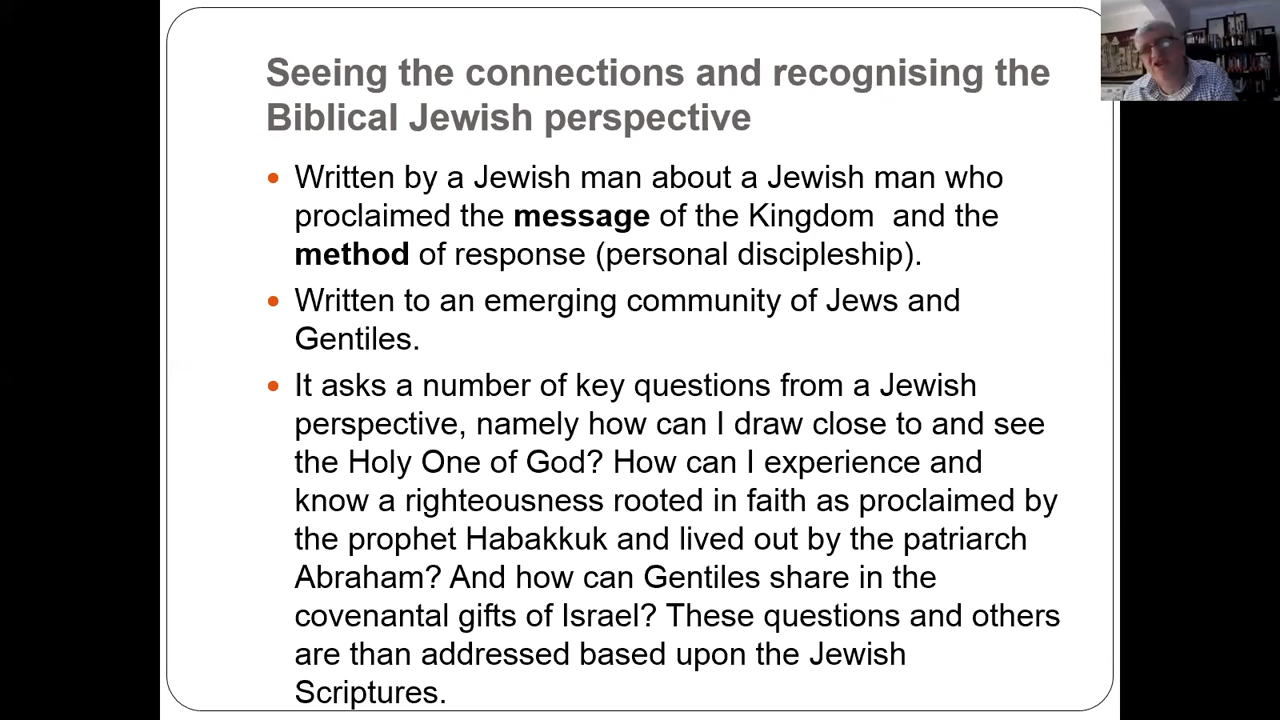 Seeing the connections and recognising the
Biblical Jewish perspective
• Written by a Jewish man about a Jewish man who
proclaimed the message of the Kingdom  and the
method of response (personal discipleship).
• Written to an emerging community of Jews and
Gentiles.
• It asks a number of key questions from a Jewish
perspective, namely how can I draw close to and see
the Holy One of God? How can I experience and
know a righteousness rooted in faith as proclaimed by
the prophet Habakkuk and lived out by the patriarch
Abraham? And how can Gentiles share in the
covenantal gifts of Israel? These questions and others
are than addressed based upon the Jewish
Scriptures.